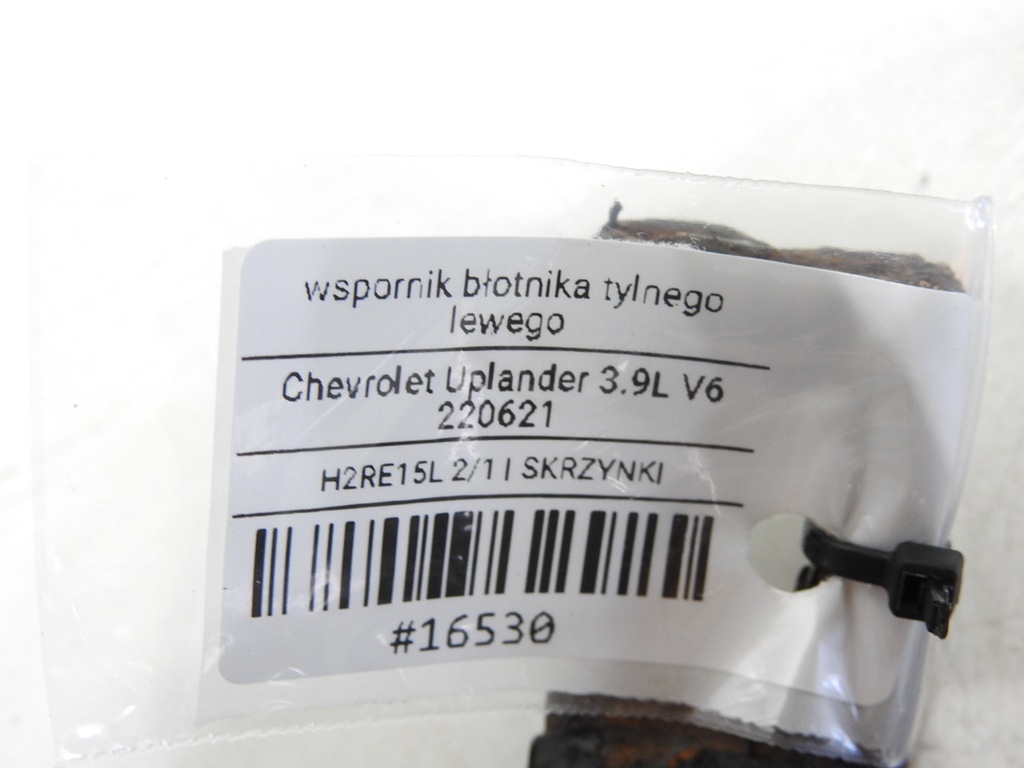 wspornik błotnika tylnego
lewego
Chevrolet Uplander 3.9L V6
220621
H2RE15L 2/1 | SKRZYNKI
#16530